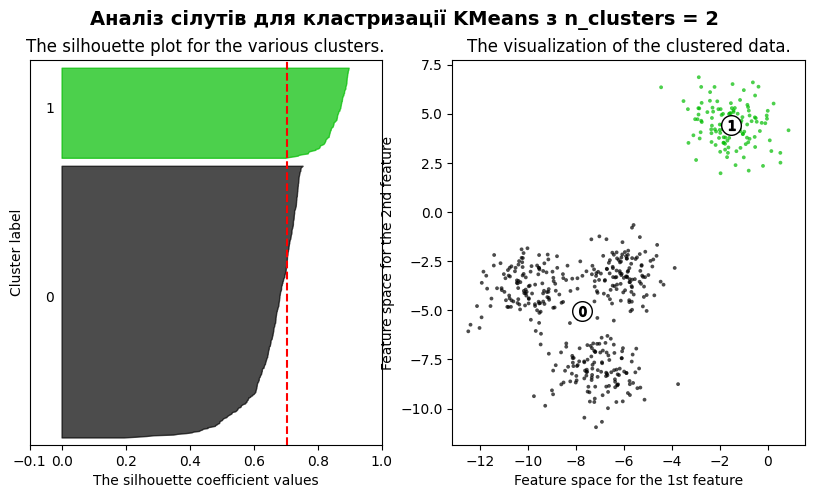 Аналіз сілутів для кластризації KMeans з n_clusters = 2
The silhouette plot for the various clusters.
Cluster label
1
0
−0.1 0.0 0.2 0.4 0.6 0.8 1.0
The silhouette coefficient values
The visualization of the clustered data.
Feature space for the 2nd feature
7.5
5.0
2.5
0.0
−2.5
−5.0
−7.5
−10.0
1
0
−12 −10 −8 −6 −4 −2 0
Feature space for the 1st feature